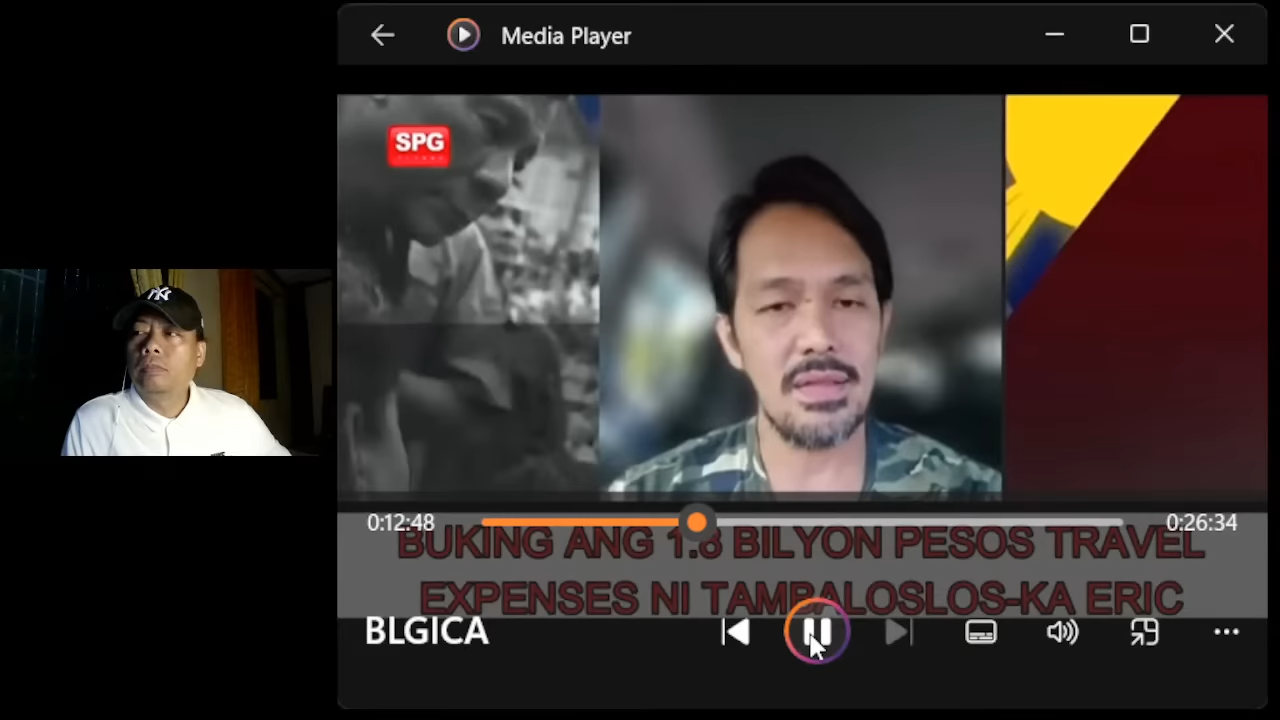 Media Player
SPG
NY
0:12:48
0:26:34
BUKING ANG 1.8 BILYON PESOS TRAVEL
EXPENSES NI TAMBALOSLOS-KA ERIC
BLGICA